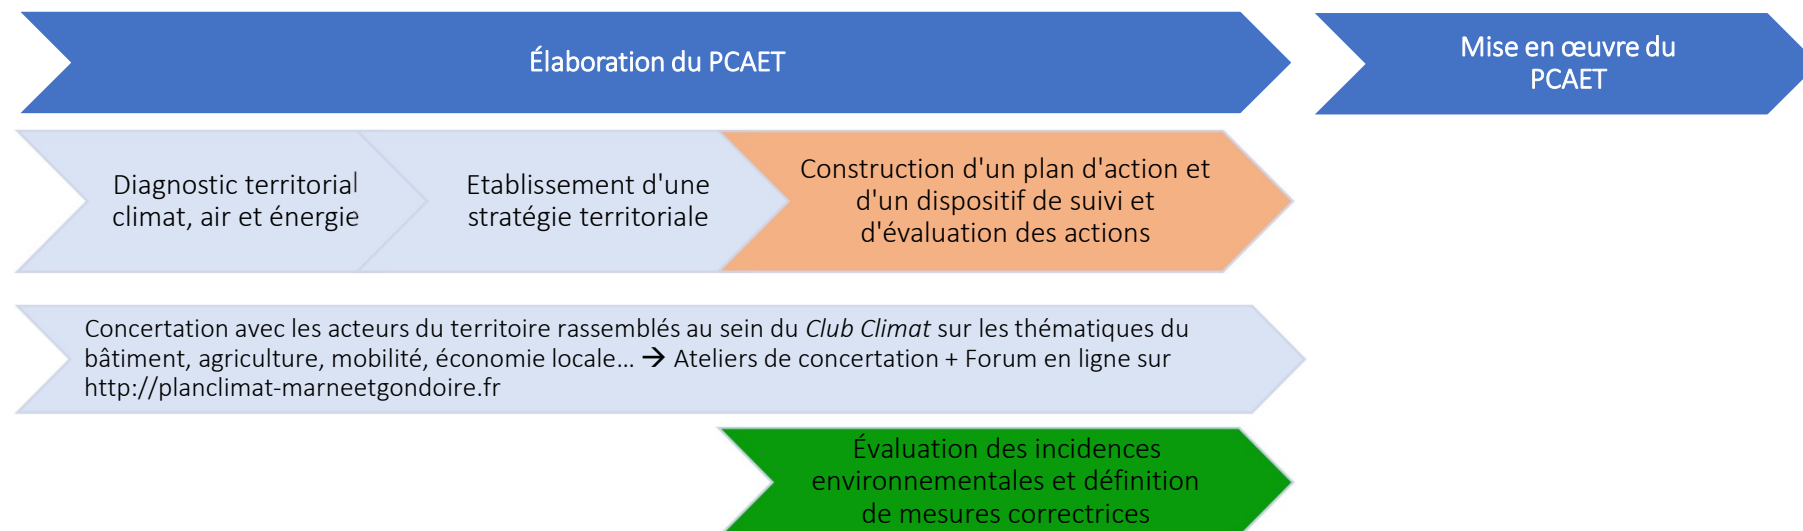 Élaboration du PCAET
Mise en œuvre du
PCAET
Diagnostic territorial
climat, air et énergie
Etablissement d'une
stratégie territoriale
Construction d'un plan d'action et
d'un dispositif de suivi et
d'évaluation des actions
Concertation avec les acteurs du territoire rassemblés au sein du Club Climat sur les thématiques du
bâtiment, agriculture, mobilité, économie locale... → Ateliers de concertation + Forum en ligne sur
http://planclimat-marneetgondoire.fr
Évaluation des incidences
environnementales et définition
de mesures correctrices